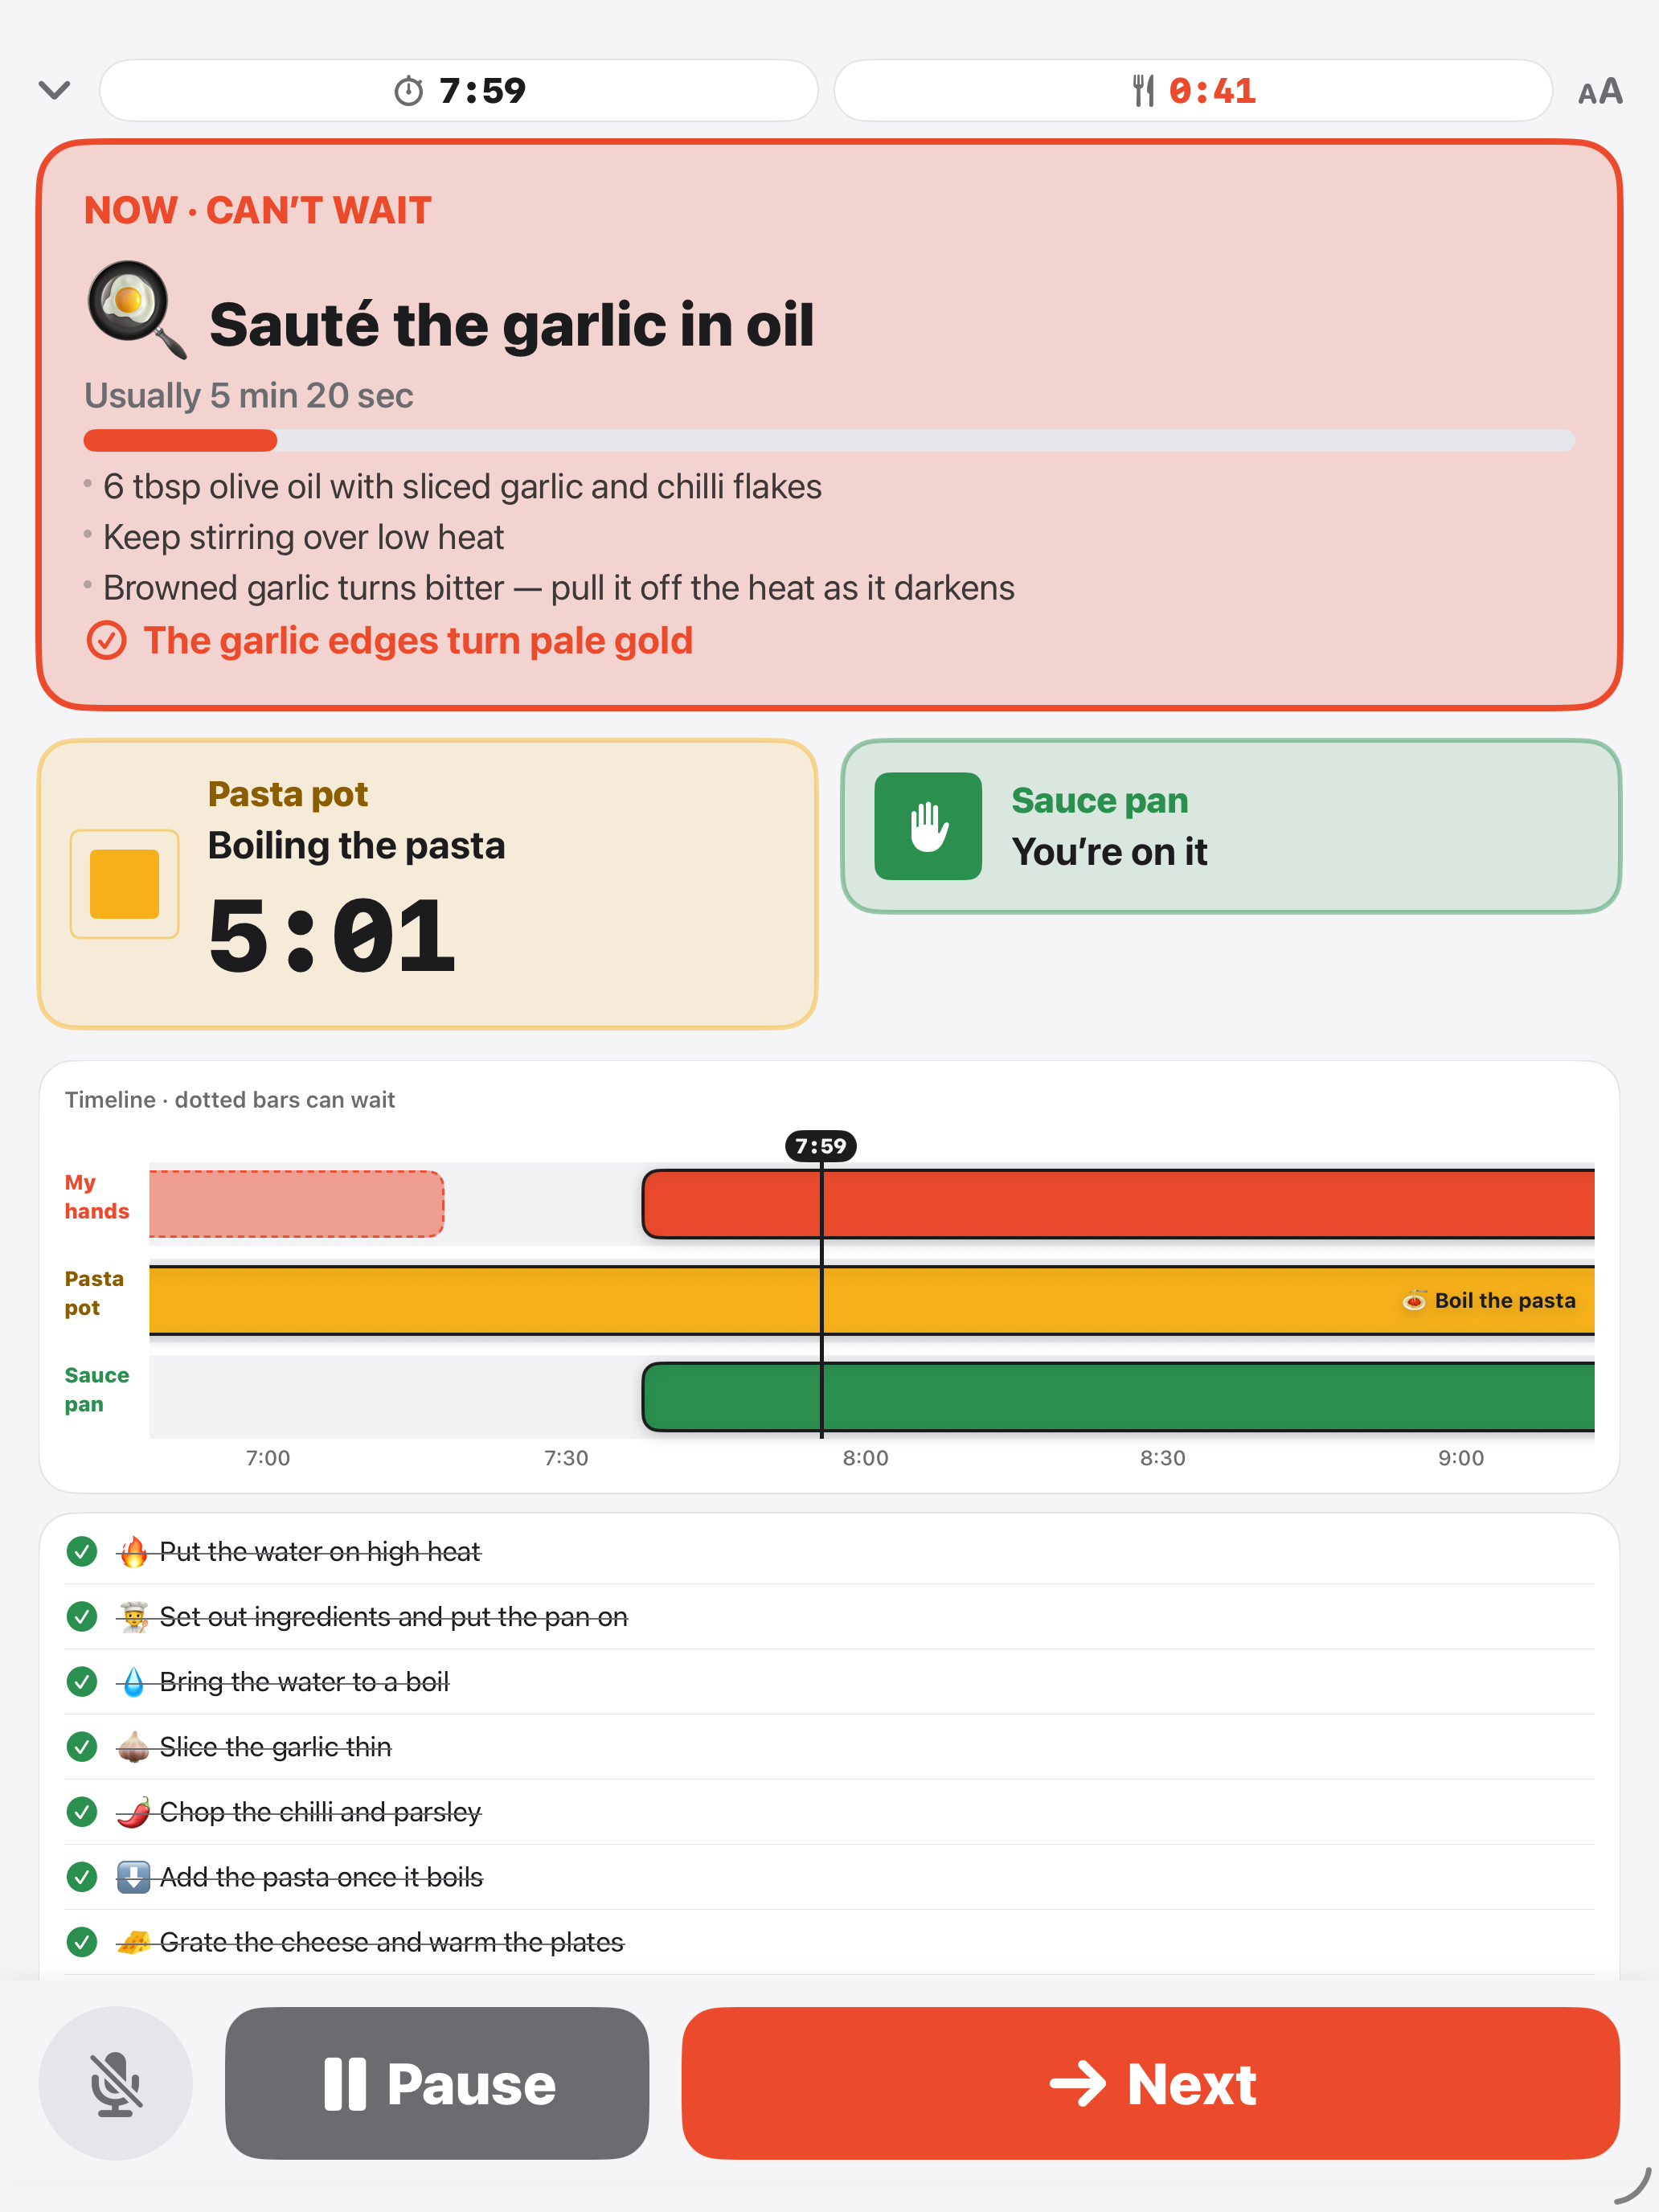 7:59
0:41
AA
NOW · CAN’T WAIT
Sauté the garlic in oil
Usually 5 min 20 sec
• 6 tbsp olive oil with sliced garlic and chilli flakes
• Keep stirring over low heat
• Browned garlic turns bitter — pull it off the heat as it darkens
The garlic edges turn pale gold
Pasta pot
Boiling the pasta
5:01
Sauce pan
You’re on it
Timeline · dotted bars can wait
7:59
My
hands
Pasta
pot
Boil the pasta
Sauce
pan
7:00 7:30 8:00 8:30 9:00
Put the water on high heat
Set out ingredients and put the pan on
Bring the water to a boil
Slice the garlic thin
Chop the chilli and parsley
Add the pasta once it boils
Grate the cheese and warm the plates
Pause
Next